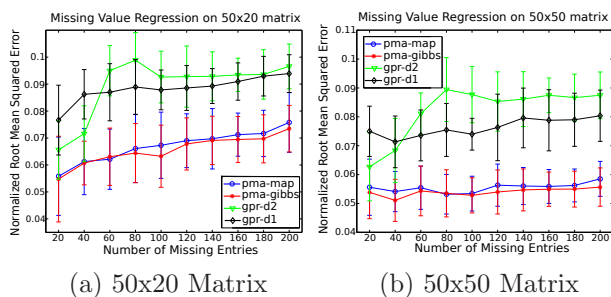 Missing Value Regression on 50x20 matrix
Normalized Root Mean Squared Error
0.1
0.09
0.08
0.07
0.06
0.05
0.04
pma-map
pma-gibbs
gpr-d2
gpr-d1
20 40 60 80 100 120 140 160 180 200
Number of Missing Entries
(a) 50x20 Matrix
Missing Value Regression on 50x50 matrix
Normalized Root Mean Squared Error
0.11
0.1
0.09
0.08
0.07
0.06
0.05
0.04
pma-map
pma-gibbs
gpr-d2
gpr-d1
20 40 60 80 100 120 140 160 180 200
Number of Missing Entries
(b) 50x50 Matrix